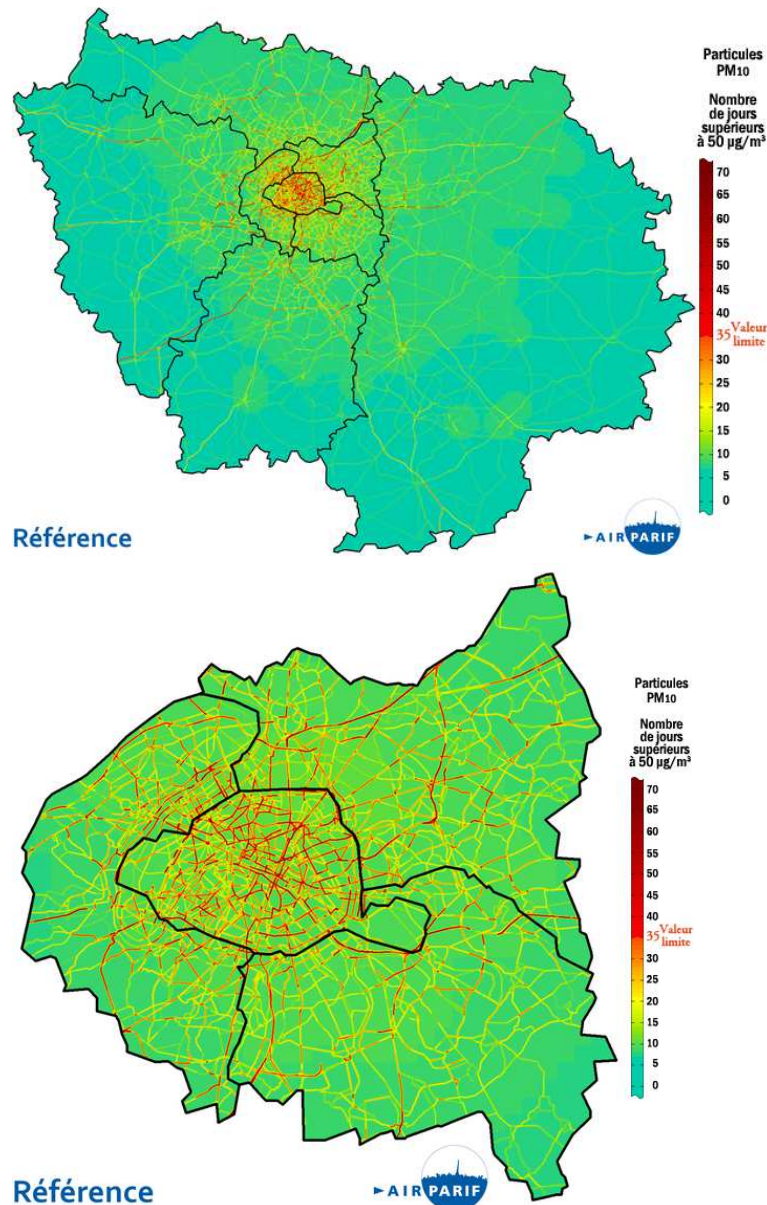 Particules
PM10
Nombre
de jours
supérieurs
à 50 µg/m³
70
65
60
55
50
45
40
35 Valeur
limite
30
25
20
15
10
5
0
Référence
AIRPARIF
Particules
PM10
Nombre
de jours
supérieurs
à 50 µg/m³
70
65
60
55
50
45
40
35 Valeur
limite
30
25
20
15
10
5
0
Référence
AIRPARIF